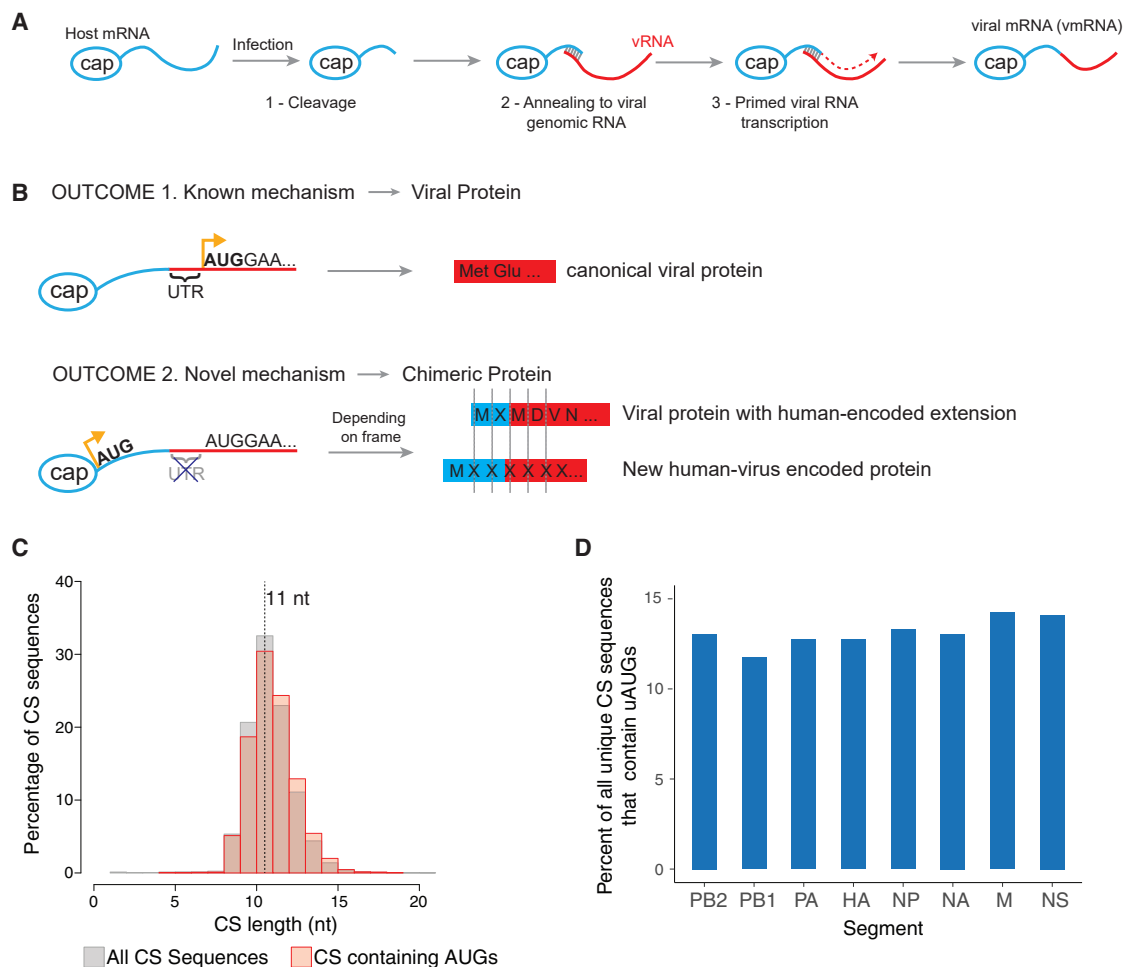 A
Host mRNA
cap
Infection
1 - Cleavage
cap
cap
vRNA
2 - Annealing to viral
genomic RNA
cap
3 - Primed viral RNA
transcription
viral mRNA (vmRNA)
cap
B
OUTCOME 1. Known mechanism
Viral Protein
cap
UTR
AUGGAA...
Met Glu ...
canonical viral protein
OUTCOME 2. Novel mechanism
Chimeric Protein
cap
AUG
UTR
AUGGAA...
Depending
on frame
M X M D V N ...
Viral protein with human-encoded extension
M X X X X X X...
New human-virus encoded protein
C
Percentage of CS sequences
40
30
20
10
0
11 nt
0 5 10 15 20
CS length (nt)
All CS Sequences
CS containing AUGs
D
Percent of all unique CS sequences
that contain uAUGs
15
10
5
0
PB2 PB1 PA HA NP NA M NS
Segment